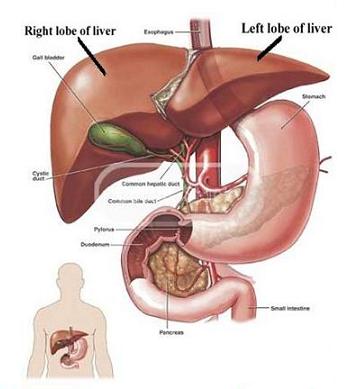 Right lobe of liver
Esophagus
Left lobe of liver
Gall bladder
Stomach
Cystic
duct
Common hepatic duct
Common bile duct
Pylorus
Duodenum
Small intestine
Pancreas